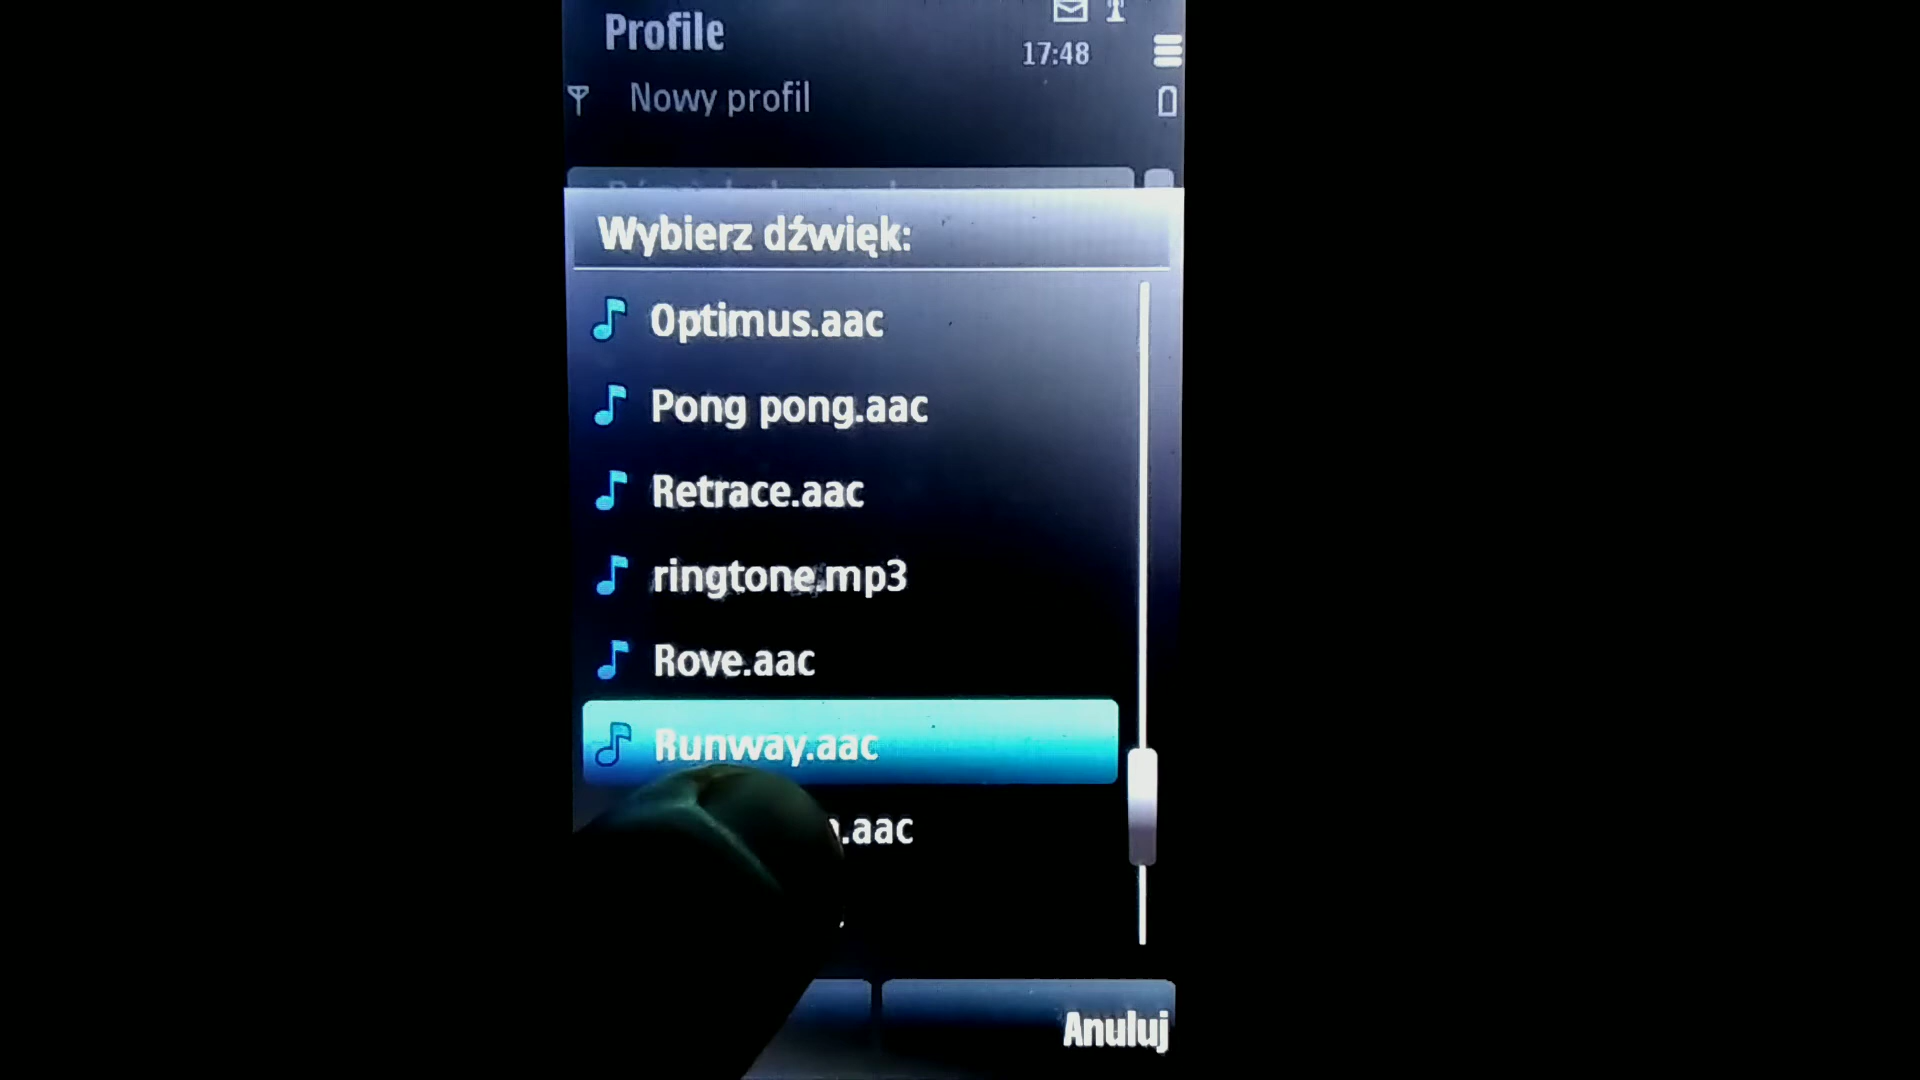 Profile
17:48
Nowy profil
Wybierz dźwięk:
Optimus.aac
Pong pong.aac
Retrace.aac
ringtone.mp3
Rove.aac
Runway.aac
.aac
Anuluj